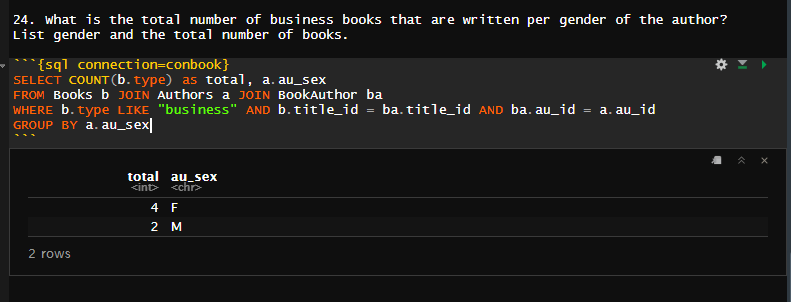 24. What is the total number of business books that are written per gender of the author?
List gender and the total number of books.
```{sql connection=conbook}
SELECT COUNT(b.type) as total, a.au_sex
FROM Books b JOIN Authors a JOIN BookAuthor ba
WHERE b.type LIKE "business" AND b.title_id = ba.title_id AND ba.au_id = a.au_id
GROUP BY a.au_sex
```
total au_sex
<int> <chr>
4 F
2 M
2 rows